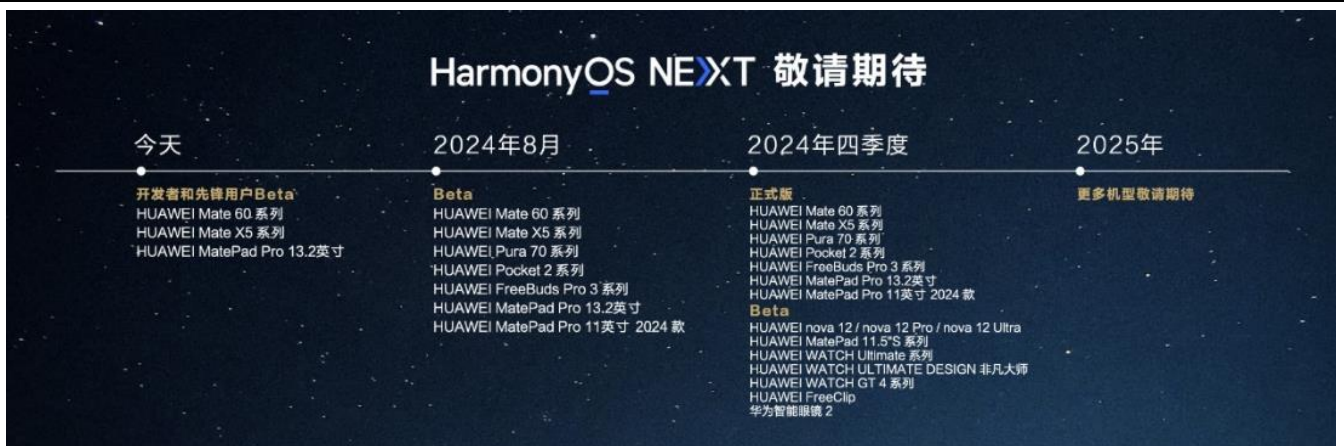 HarmonyOS NEXT 敬请期待
今天
开发者和先锋用户Beta
HUAWEI Mate 60 系列
HUAWEI Mate X5 系列
HUAWEI MatePad Pro 13.2英寸
2024年8月
Beta
HUAWEI Mate 60 系列
HUAWEI Mate X5 系列
HUAWEI Pura 70 系列
HUAWEI Pocket 2 系列
HUAWEI FreeBuds Pro 3 系列
HUAWEI MatePad Pro 13.2英寸
HUAWEI MatePad Pro 11英寸 2024 款
2024年四季度
正式版
HUAWEI Mate 60 系列
HUAWEI Mate X5 系列
HUAWEI Pura 70 系列
HUAWEI Pocket 2 系列
HUAWEI FreeBuds Pro 3 系列
HUAWEI MatePad Pro 13.2英寸
HUAWEI MatePad Pro 11英寸 2024 款
Beta
HUAWEI nova 12 / nova 12 Pro / nova 12 Ultra
HUAWEI MatePad 11.5"S 系列
HUAWEI WATCH Ultimate 系列
HUAWEI WATCH ULTIMATE DESIGN 非凡大师
HUAWEI WATCH GT 4 系列
HUAWEI FreeClip
华为智能眼镜 2
2025年
更多机型敬请期待